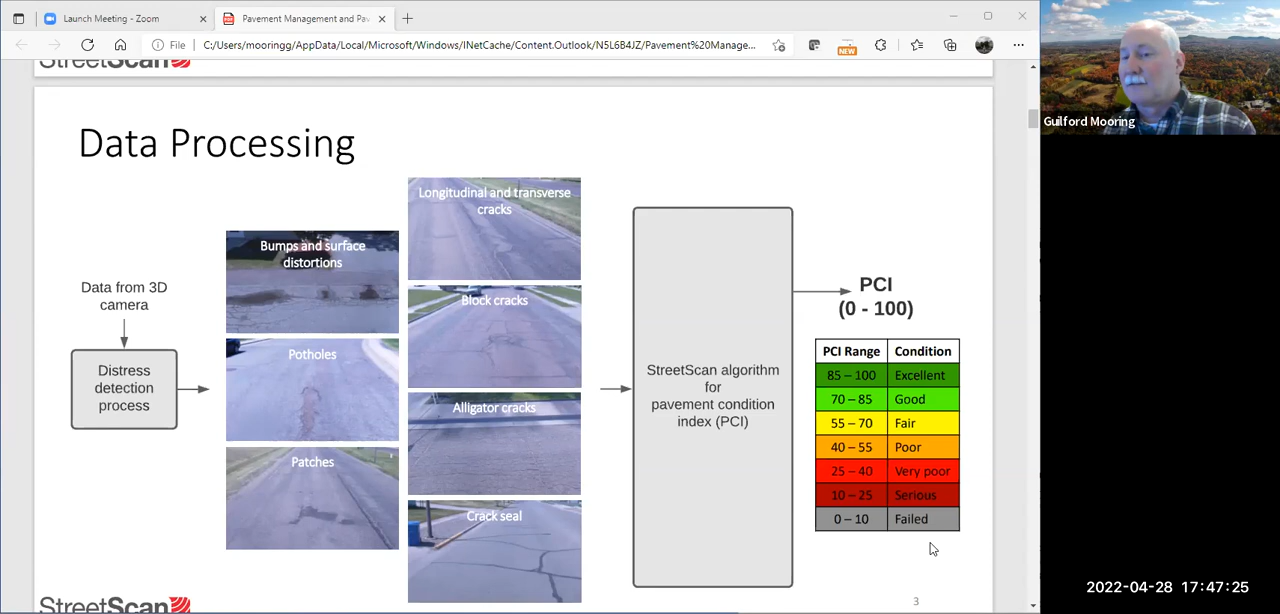 Launch Meeting - Zoom
Pavement Management and Pav
File
C:/Users/mooringg/AppData/Local/Microsoft/Windows/INetCache/Content.Outlook/N5L6B4JZ/Pavement%20Manage...
NEW
StreetScan
Guilford Mooring
Data Processing
Data from 3D
camera
Distress
detection
process
Bumps and surface
distortions
Potholes
Patches
Longitudinal and transverse
cracks
Block cracks
Alligator cracks
Crack seal
StreetScan algorithm
for
pavement condition
index (PCI)
PCI
(0 - 100)
PCI Range Condition
85 – 100 Excellent
70 – 85 Good
55 – 70 Fair
40 – 55 Poor
25 – 40 Very poor
10 – 25 Serious
0 – 10 Failed
StreetScan
3
2022-04-28 17:47:25